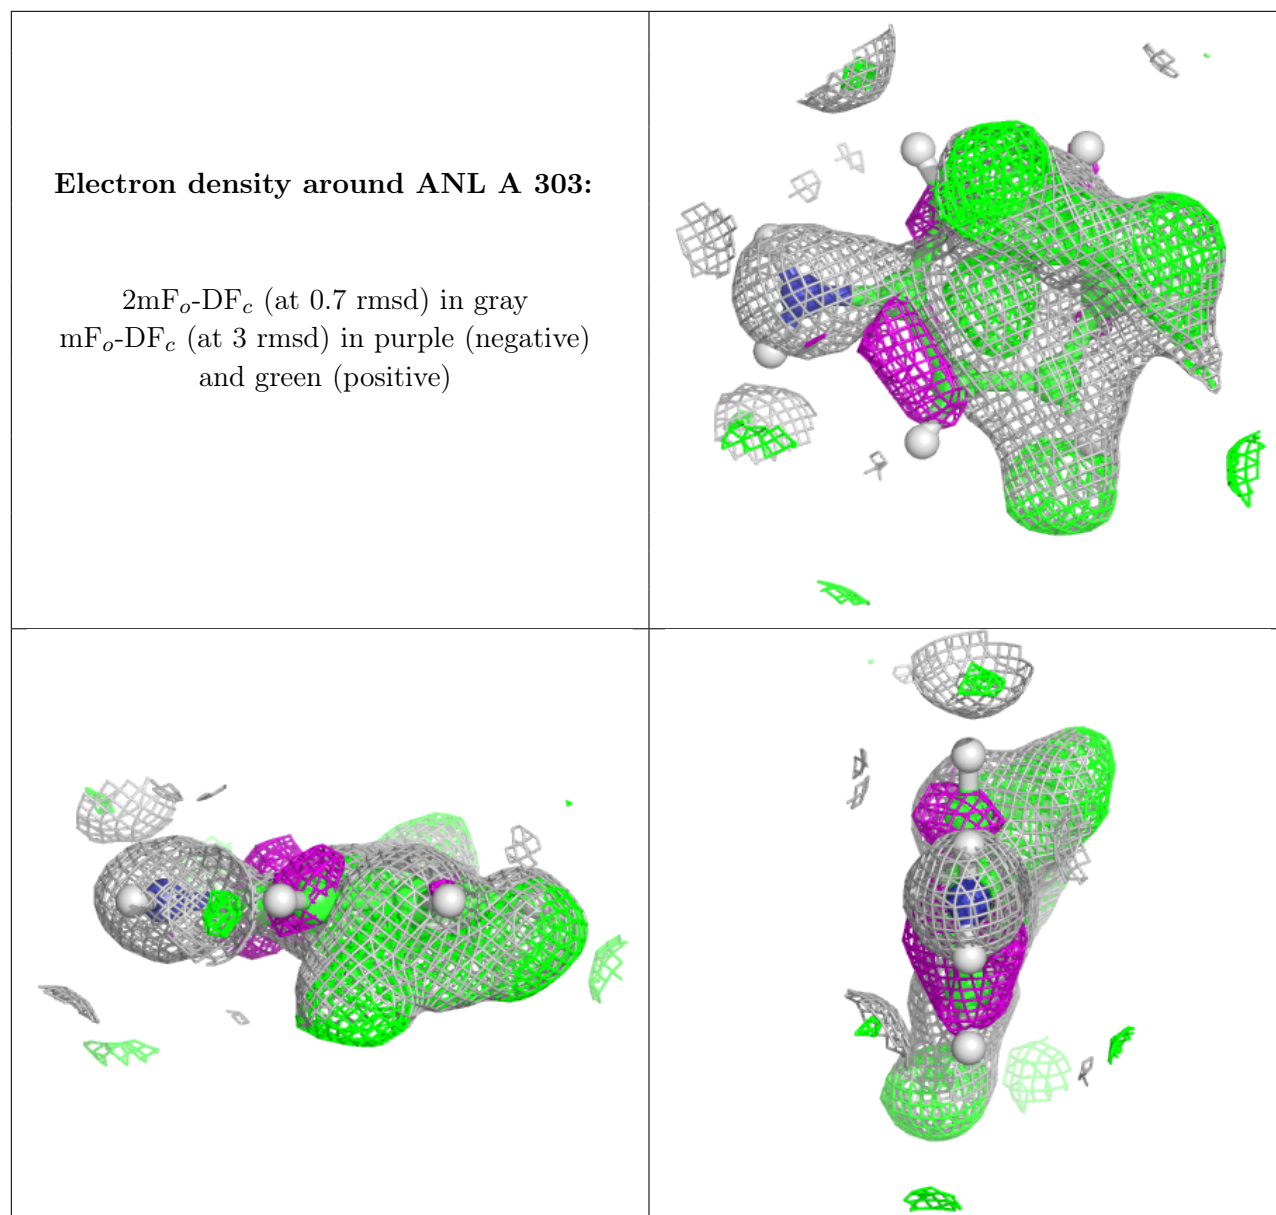 Electron density around ANL A 303:
2mFo-DFc (at 0.7 rmsd) in gray
mFo-DFc (at 3 rmsd) in purple (negative)
and green (positive)